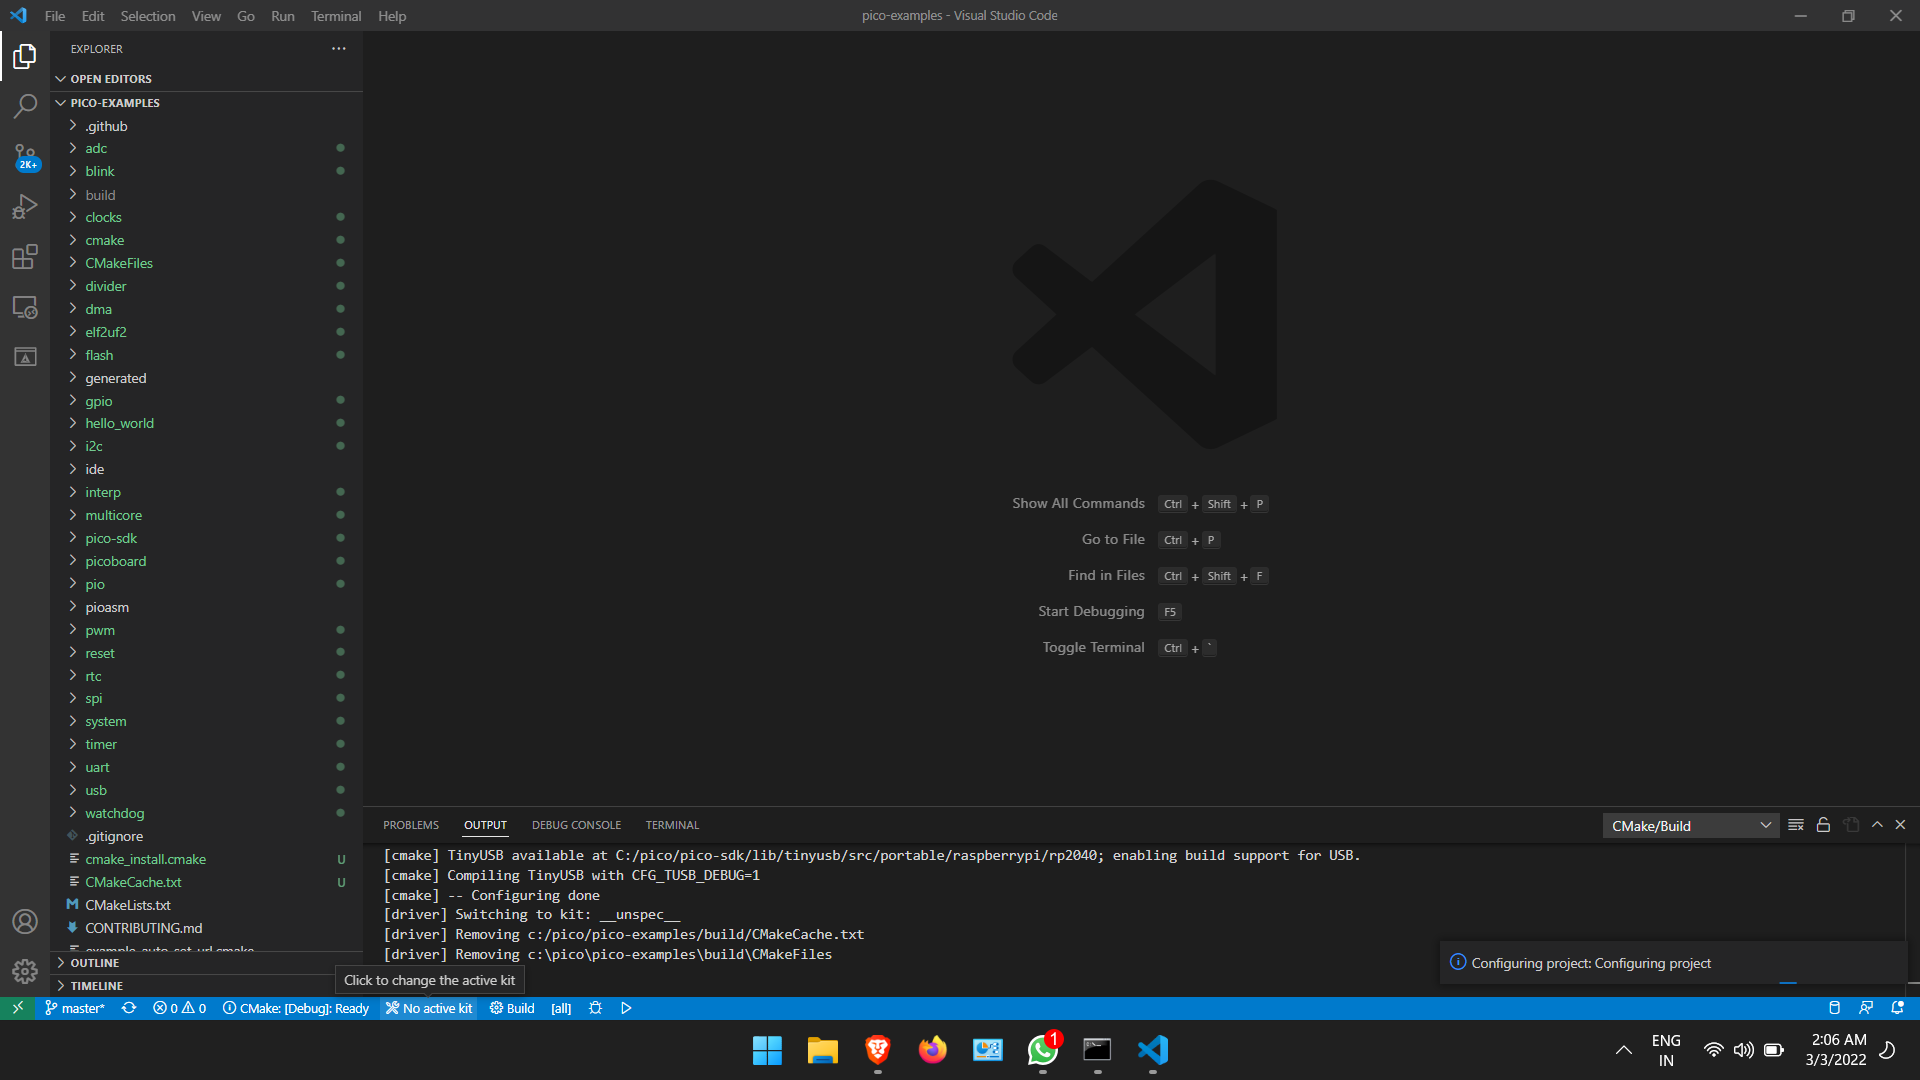 File Edit Selection View Go Run Terminal Help
pico-examples - Visual Studio Code
EXPLORER
OPEN EDITORS
PICO-EXAMPLES
.github
adc
blink
2K+
build
clocks
cmake
CMakeFiles
divider
dma
elf2uf2
flash
generated
gpio
hello_world
i2c
ide
interp
multicore
pico-sdk
picoboard
pio
pioasm
pwm
reset
rtc
spi
system
timer
uart
usb
watchdog
.gitignore
cmake_install.cmake U
CMakeCache.txt U
CMakeLists.txt
CONTRIBUTING.md
example_auto_set_url.cmake
OUTLINE
TIMELINE
Show All Commands Ctrl + Shift + P
Go to File Ctrl + P
Find in Files Ctrl + Shift + F
Start Debugging F5
Toggle Terminal Ctrl + `
PROBLEMS OUTPUT DEBUG CONSOLE TERMINAL
CMake/Build
[cmake] TinyUSB available at C:/pico/pico-sdk/lib/tinyusb/src/portable/raspberrypi/rp2040; enabling build support for USB.
[cmake] Compiling TinyUSB with CFG_TUSB_DEBUG=1
[cmake] -- Configuring done
[driver] Switching to kit: __unspec__
[driver] Removing c:/pico/pico-examples/build/CMakeCache.txt
[driver] Removing c:\pico\pico-examples\build\CMakeFiles
Configuring project: Configuring project
Click to change the active kit
master* 0 0 CMake: [Debug]: Ready No active kit Build [all]
1
ENG
IN
2:06 AM
3/3/2022